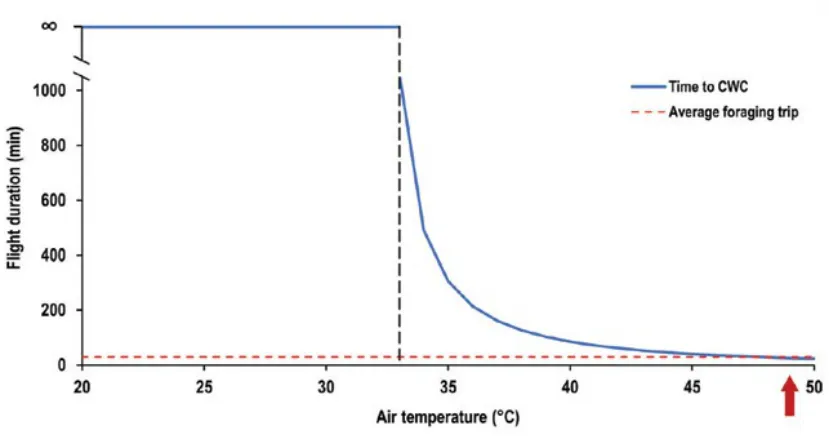 ∞
1000
800
600
400
200
0
Flight duration (min)
Time to CWC
Average foraging trip
20 25 30 35 40 45 50
Air temperature (°C)